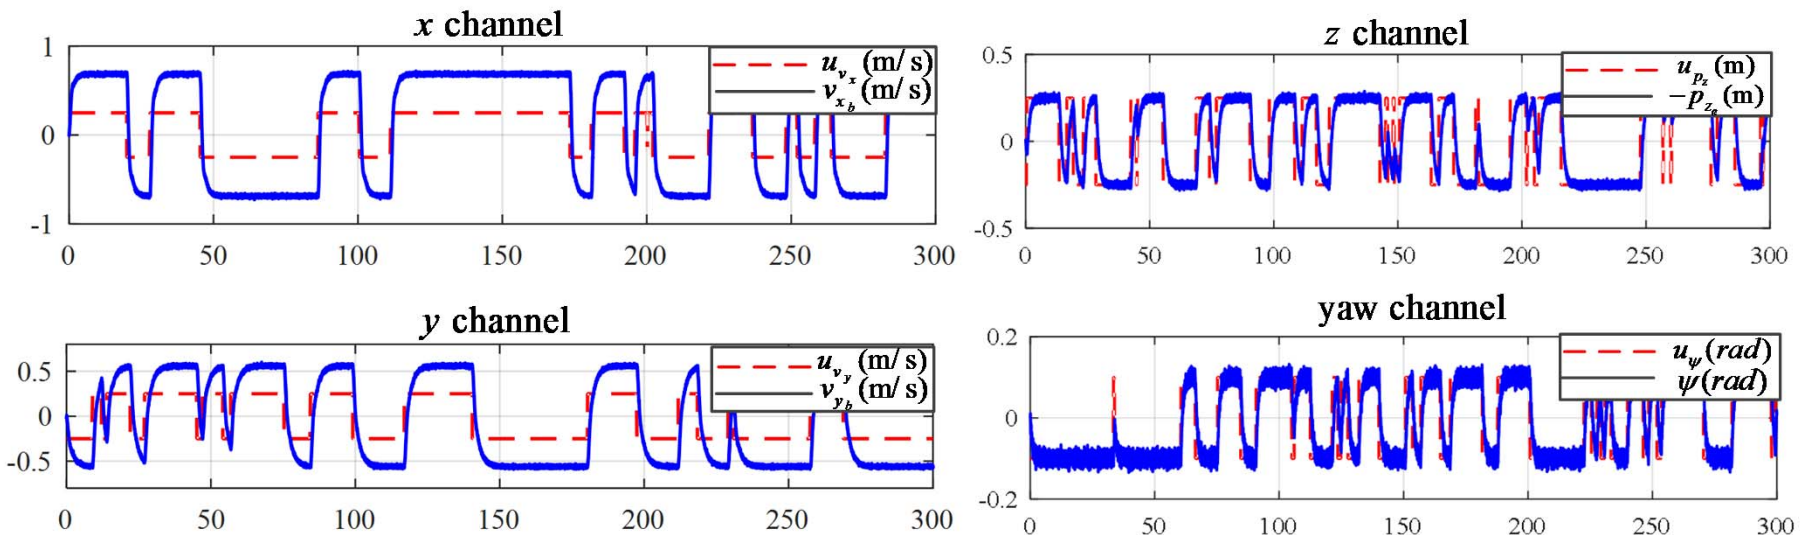 x channel
1
0
-1
u_{v_x} (m/s)
v_{x_b} (m/s)
0 50 100 150 200 250 300
z channel
0.5
0
-0.5
u_{p_z} (m)
0 50 100 150 200 250 300
y channel
0.5
0
-0.5
u_{v_y} (m/s)
v_{y_b} (m/s)
0 50 100 150 200 250 300
yaw channel
0.2
0
-0.2
u_ψ (rad)
ψ (rad)
0 50 100 150 200 250 300